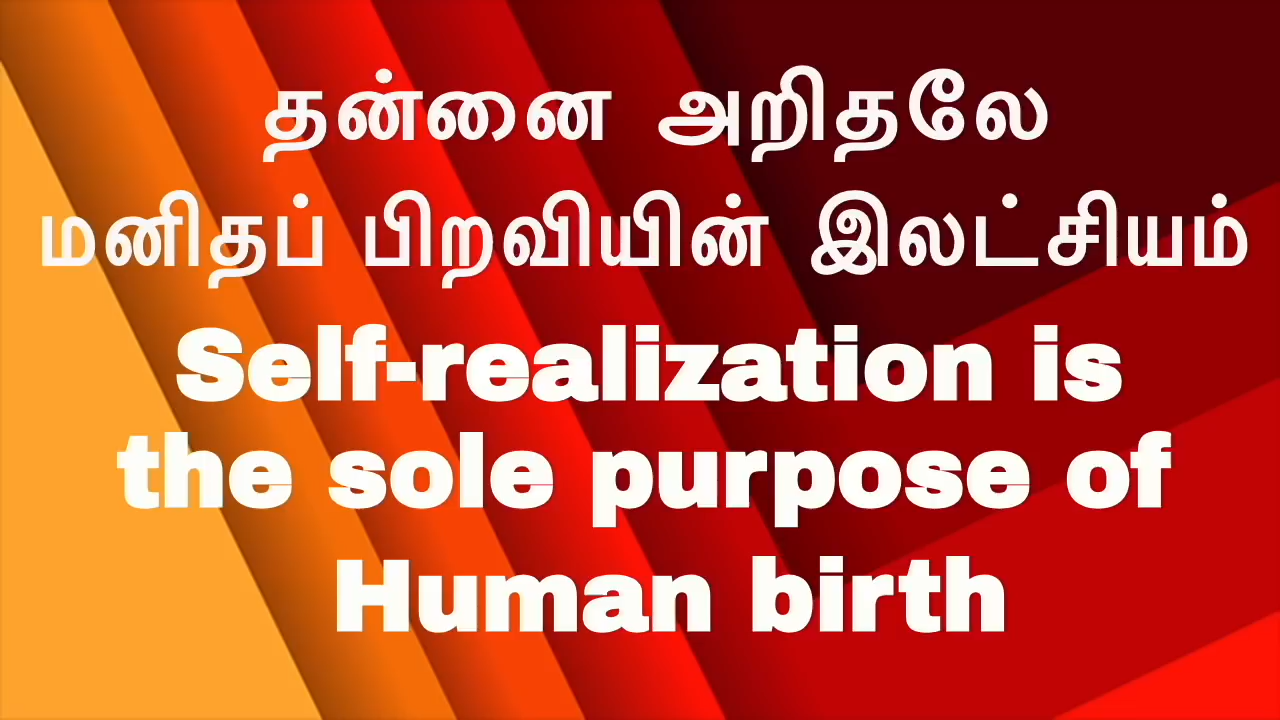 தன்னை அறிதலே
மனிதப் பிறவியின் இலட்சியம்
Self-realization is
the sole purpose of
Human birth